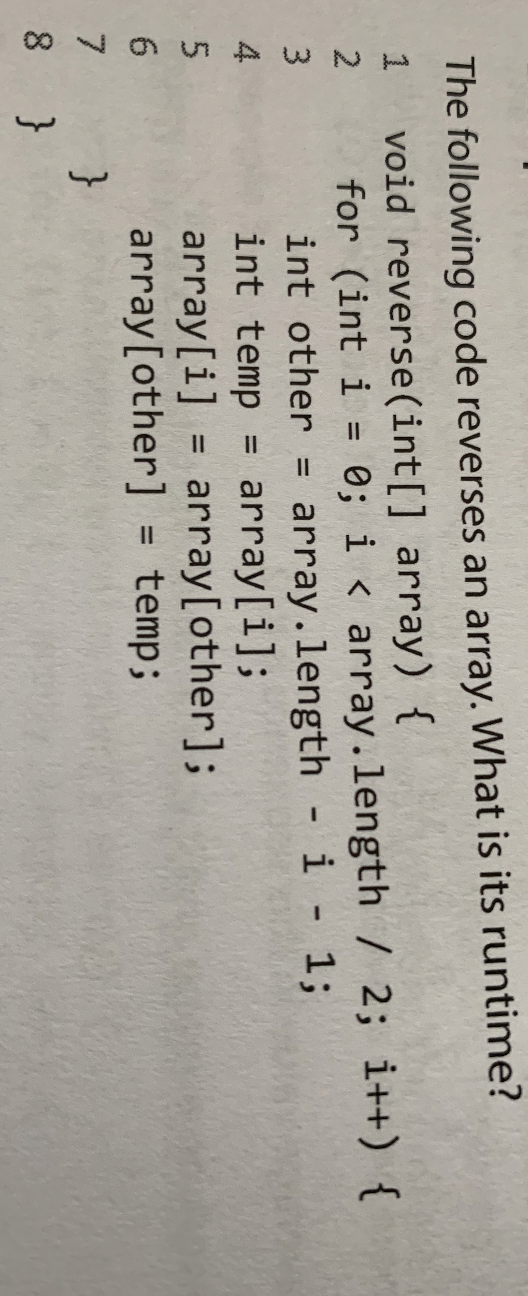 The following code reverses an array. What is its runtime?
1 void reverse(int[] array) {
2 for (int i = 0; i < array.length / 2; i++) {
3 int other = array.length - i - 1;
4 int temp = array[i];
5 array[i] = array[other];
6 array[other] = temp;
7 }
8 }